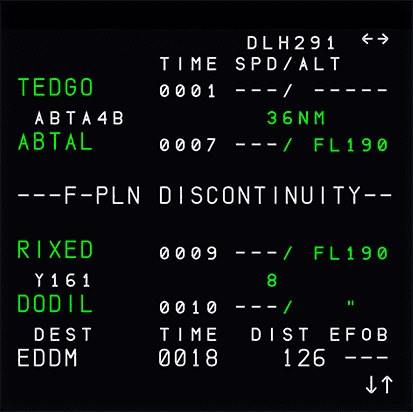 DLH291 ←→
TIME SPD/ALT
TEDGO 0001 ---/ -----
ABTA4B 36NM
ABTAL 0007 ---/ FL190
---F-PLN DISCONTINUITY--
RIXED 0009 ---/ FL190
Y161 8
DODIL 0010 ---/ "
DEST TIME DIST EFOB
EDDM 0018 126 ---
↓↑